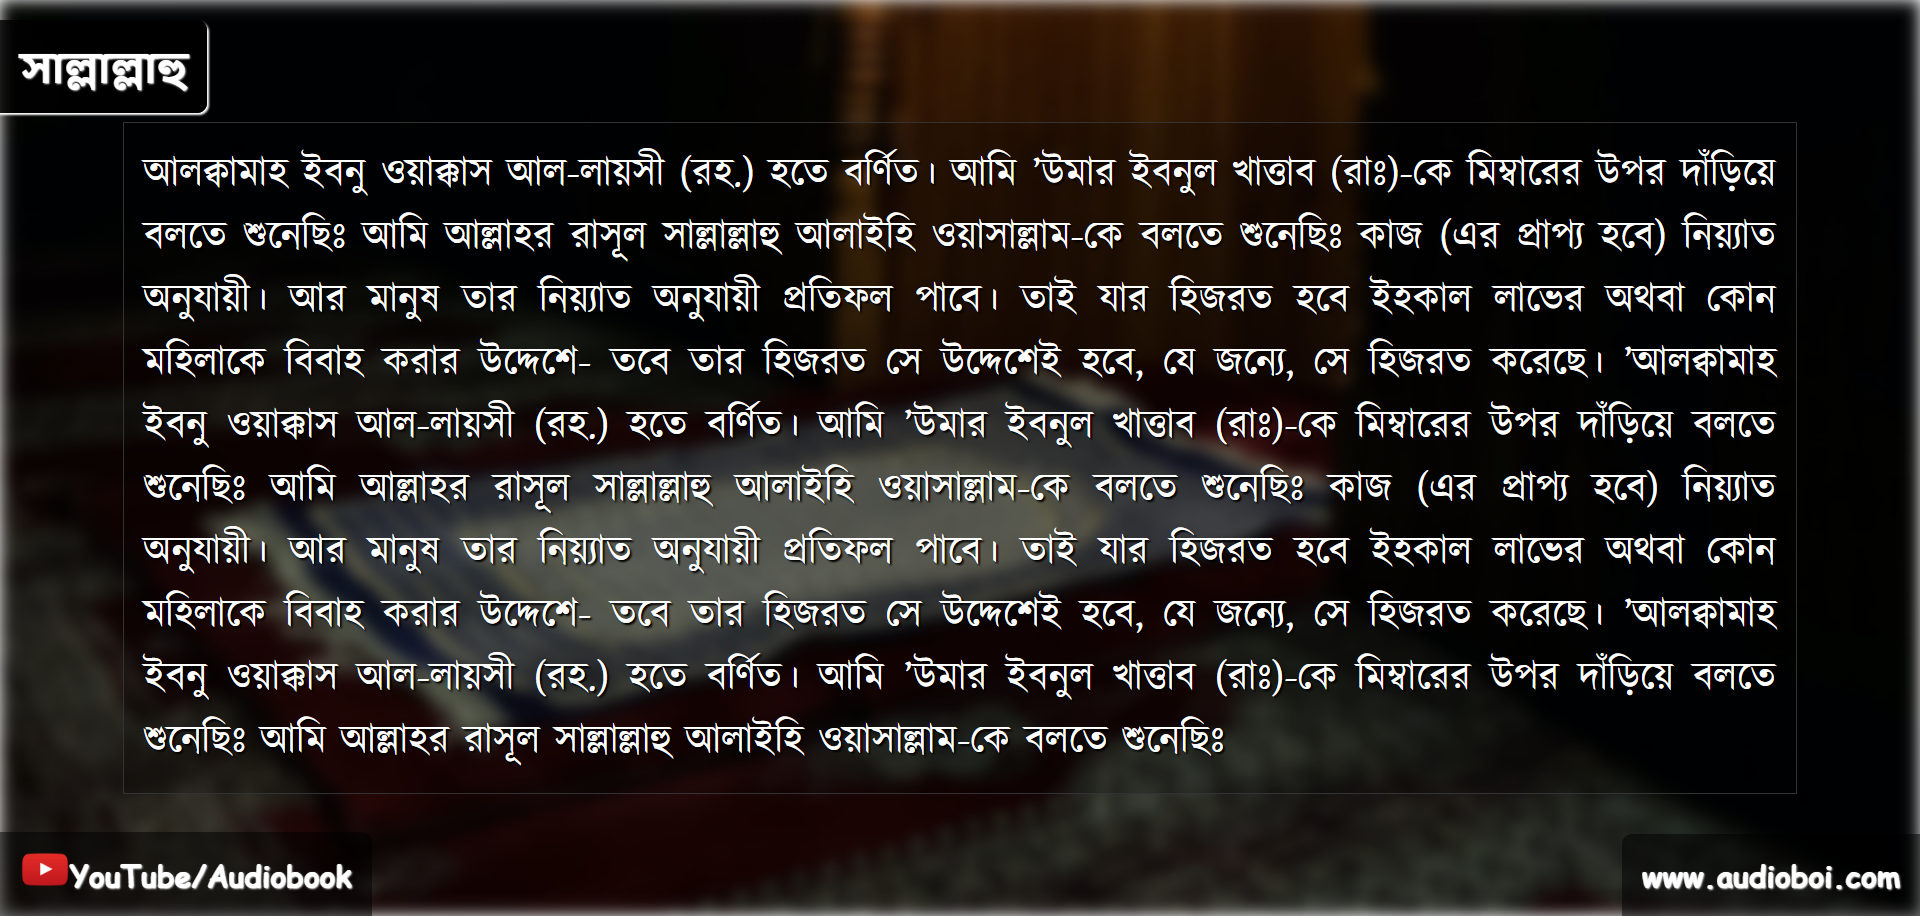 সাল্লাল্লাহু
আলক্বামাহ ইবনু ওয়াক্কাস আল-লায়সী (রহ.) হতে বর্ণিত। আমি ’উমার ইবনুল খাত্তাব (রাঃ)-কে মিম্বারের উপর দাঁড়িয়ে
বলতে শুনেছিঃ আমি আল্লাহর রাসূল সাল্লাল্লাহু আলাইহি ওয়াসাল্লাম-কে বলতে শুনেছিঃ কাজ (এর প্রাপ্য হবে) নিয়্যাত
অনুযায়ী। আর মানুষ তার নিয়্যাত অনুযায়ী প্রতিফল পাবে। তাই যার হিজরত হবে ইহকাল লাভের অথবা কোন
মহিলাকে বিবাহ করার উদ্দেশে- তবে তার হিজরত সে উদ্দেশেই হবে, যে জন্যে, সে হিজরত করেছে। ’আলক্বামাহ
ইবনু ওয়াক্কাস আল-লায়সী (রহ.) হতে বর্ণিত। আমি ’উমার ইবনুল খাত্তাব (রাঃ)-কে মিম্বারের উপর দাঁড়িয়ে বলতে
শুনেছিঃ আমি আল্লাহর রাসূল সাল্লাল্লাহু আলাইহি ওয়াসাল্লাম-কে বলতে শুনেছিঃ কাজ (এর প্রাপ্য হবে) নিয়্যাত
অনুযায়ী। আর মানুষ তার নিয়্যাত অনুযায়ী প্রতিফল পাবে। তাই যার হিজরত হবে ইহকাল লাভের অথবা কোন
মহিলাকে বিবাহ করার উদ্দেশে- তবে তার হিজরত সে উদ্দেশেই হবে, যে জন্যে, সে হিজরত করেছে। ’আলক্বামাহ
ইবনু ওয়াক্কাস আল-লায়সী (রহ.) হতে বর্ণিত। আমি ’উমার ইবনুল খাত্তাব (রাঃ)-কে মিম্বারের উপর দাঁড়িয়ে বলতে
শুনেছিঃ আমি আল্লাহর রাসূল সাল্লাল্লাহু আলাইহি ওয়াসাল্লাম-কে বলতে শুনেছিঃ
YouTube/Audiobook
www.audioboi.com